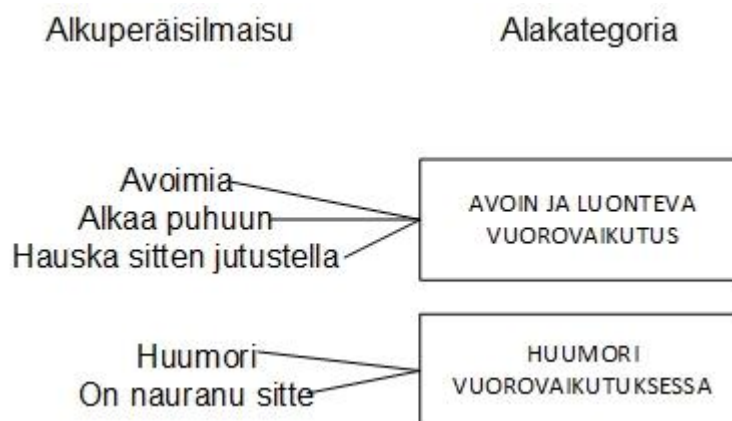 Alkuperäisilmaisu
Alakategoria
Avoimia
Alkaa puhuun
Hauska sitten jutustella
AVOIN JA LUONTEVA
VUOROVAIKUTUS
Huumori
On nauranu sitte
HUUMORI
VUOROVAIKUTUKSESSA